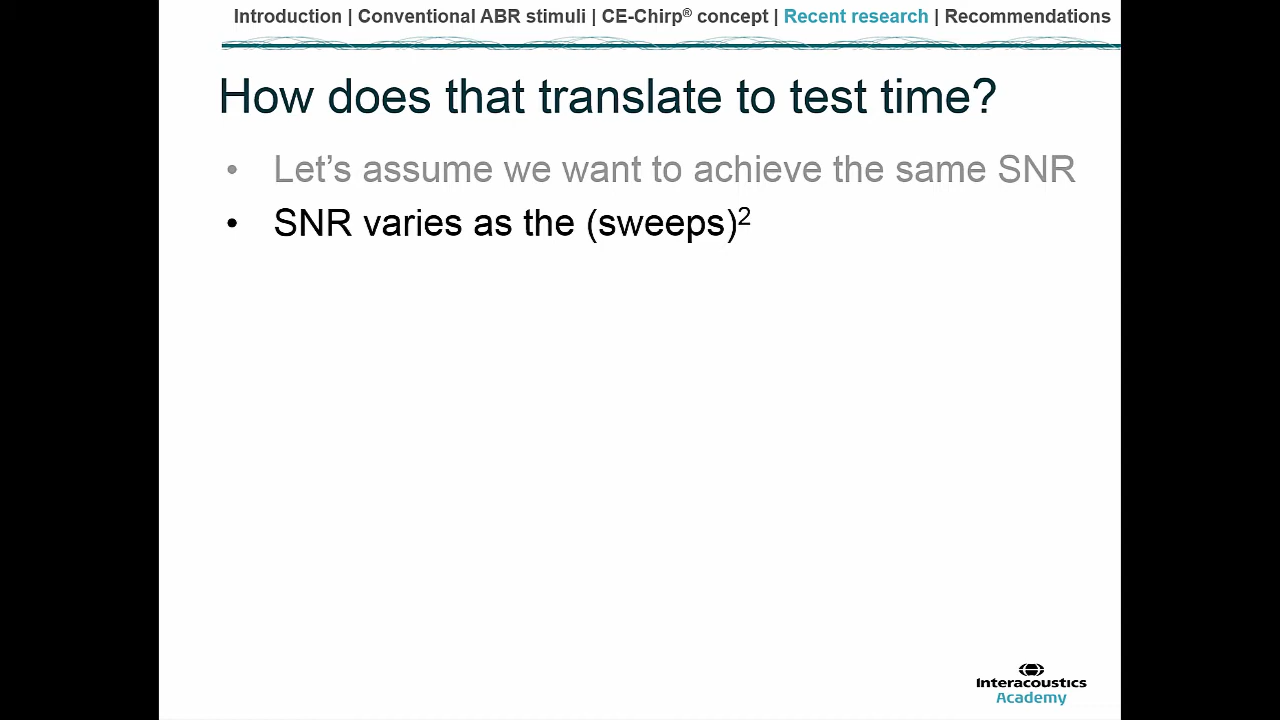 Introduction | Conventional ABR stimuli | CE-Chirp® concept | Recent research | Recommendations
How does that translate to test time?
• Let's assume we want to achieve the same SNR
• SNR varies as the (sweeps)²
Interacoustics
Academy